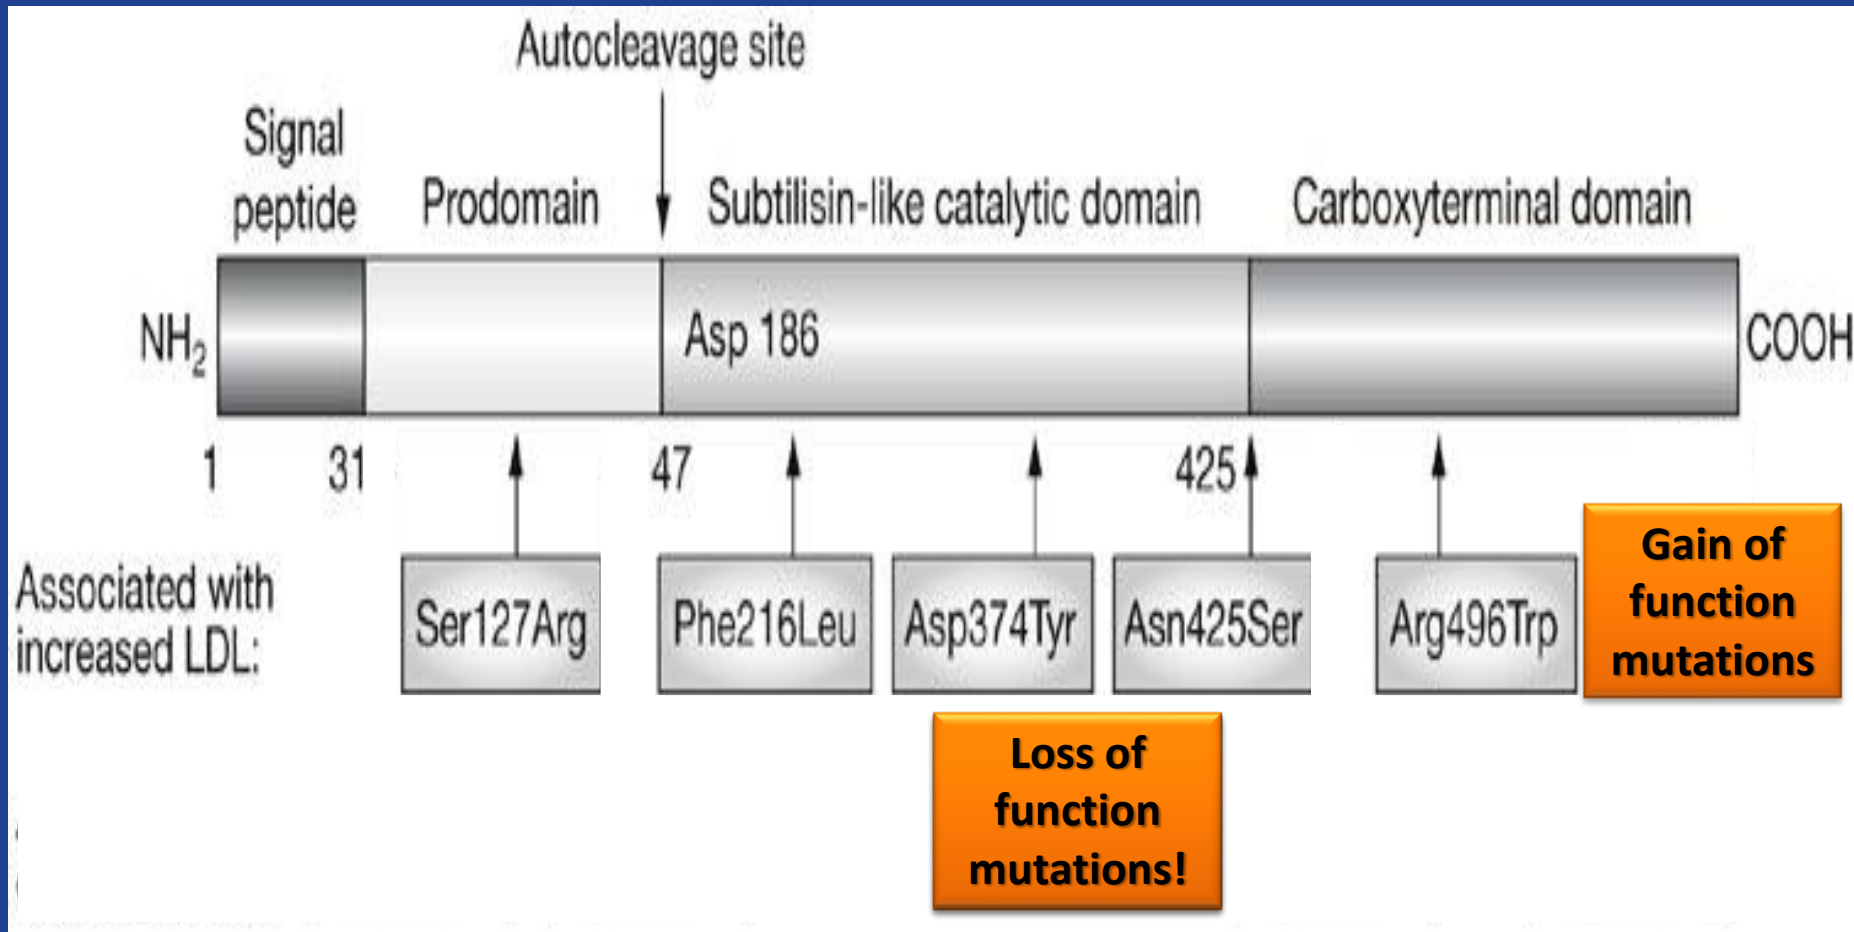 Autocleavage site
Signal
peptide
Prodomain
Subtilisin-like catalytic domain
Carboxyterminal domain
NH₂
Asp 186
COOH
1
31
47
425
Associated with
increased LDL:
Ser127Arg
Phe216Leu
Asp374Tyr
Asn425Ser
Arg496Trp
Gain of
function
mutations
Loss of
function
mutations!